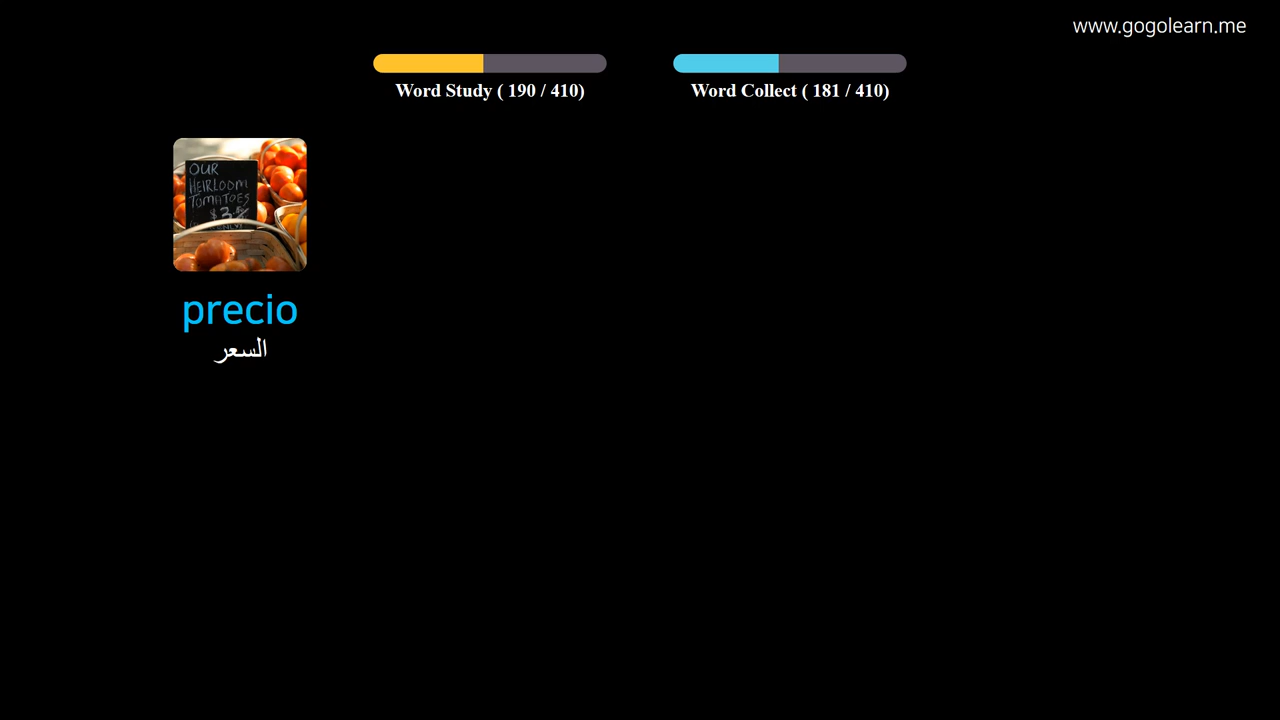 www.gogolearn.me
Word Study ( 190 / 410)
Word Collect ( 181 / 410)
OUR
HEIRLOOM
TOMATOES
precio
السعر